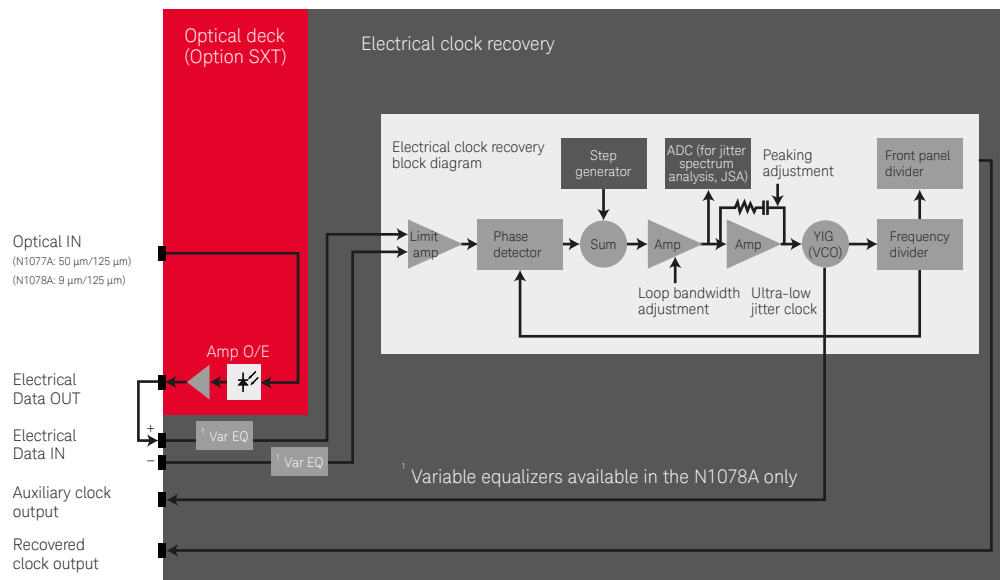 Optical deck
(Option SXT)
Electrical clock recovery
Electrical clock recovery
block diagram
Step
generator
ADC (for jitter
spectrum
analysis, JSA)
Peaking
adjustment
Front panel
divider
Limit
amp
Phase
detector
Sum
Amp
Amp
YIG
(VCO)
Frequency
divider
Loop bandwidth
adjustment
Ultra-low
jitter clock
Optical IN
(N1077A: 50 µm/125 µm)
(N1078A: 9 µm/125 µm)
Amp O/E
Electrical
Data OUT
Electrical
Data IN
+
–
1 Var EQ
1 Var EQ
1 Variable equalizers available in the N1078A only
Auxiliary clock
output
Recovered
clock output